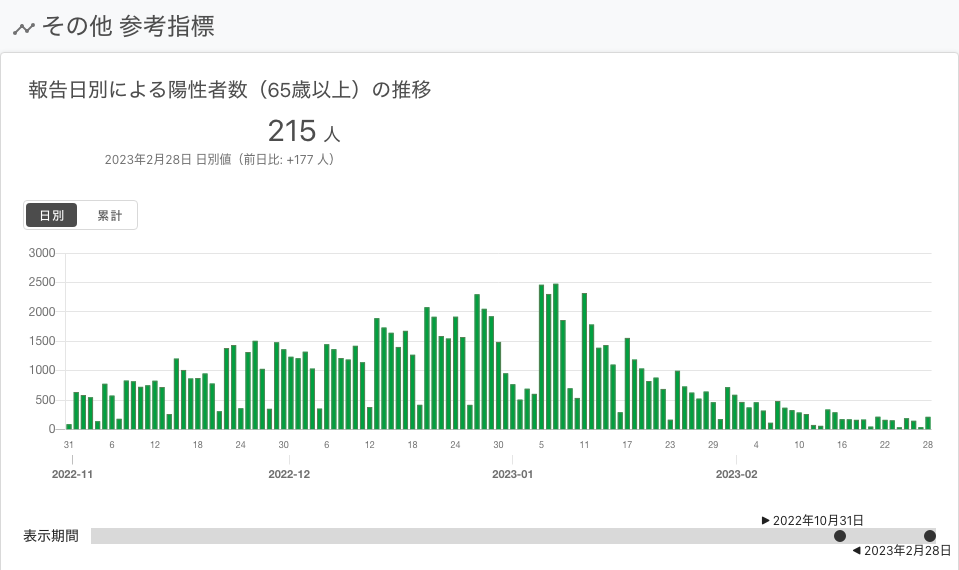 その他 参考指標
報告日別による陽性者数（65歳以上）の推移
215 人
2023年2月28日 日別値（前日比: +177 人）
日別 累計
3000
2500
2000
1500
1000
500
0
31 6 12 18 24 30 6 12 18 24 30 5 11 17 23 29 4 10 16 22 28
2022-11 2022-12 2023-01 2023-02
▶ 2022年10月31日
表示期間
◀ 2023年2月28日